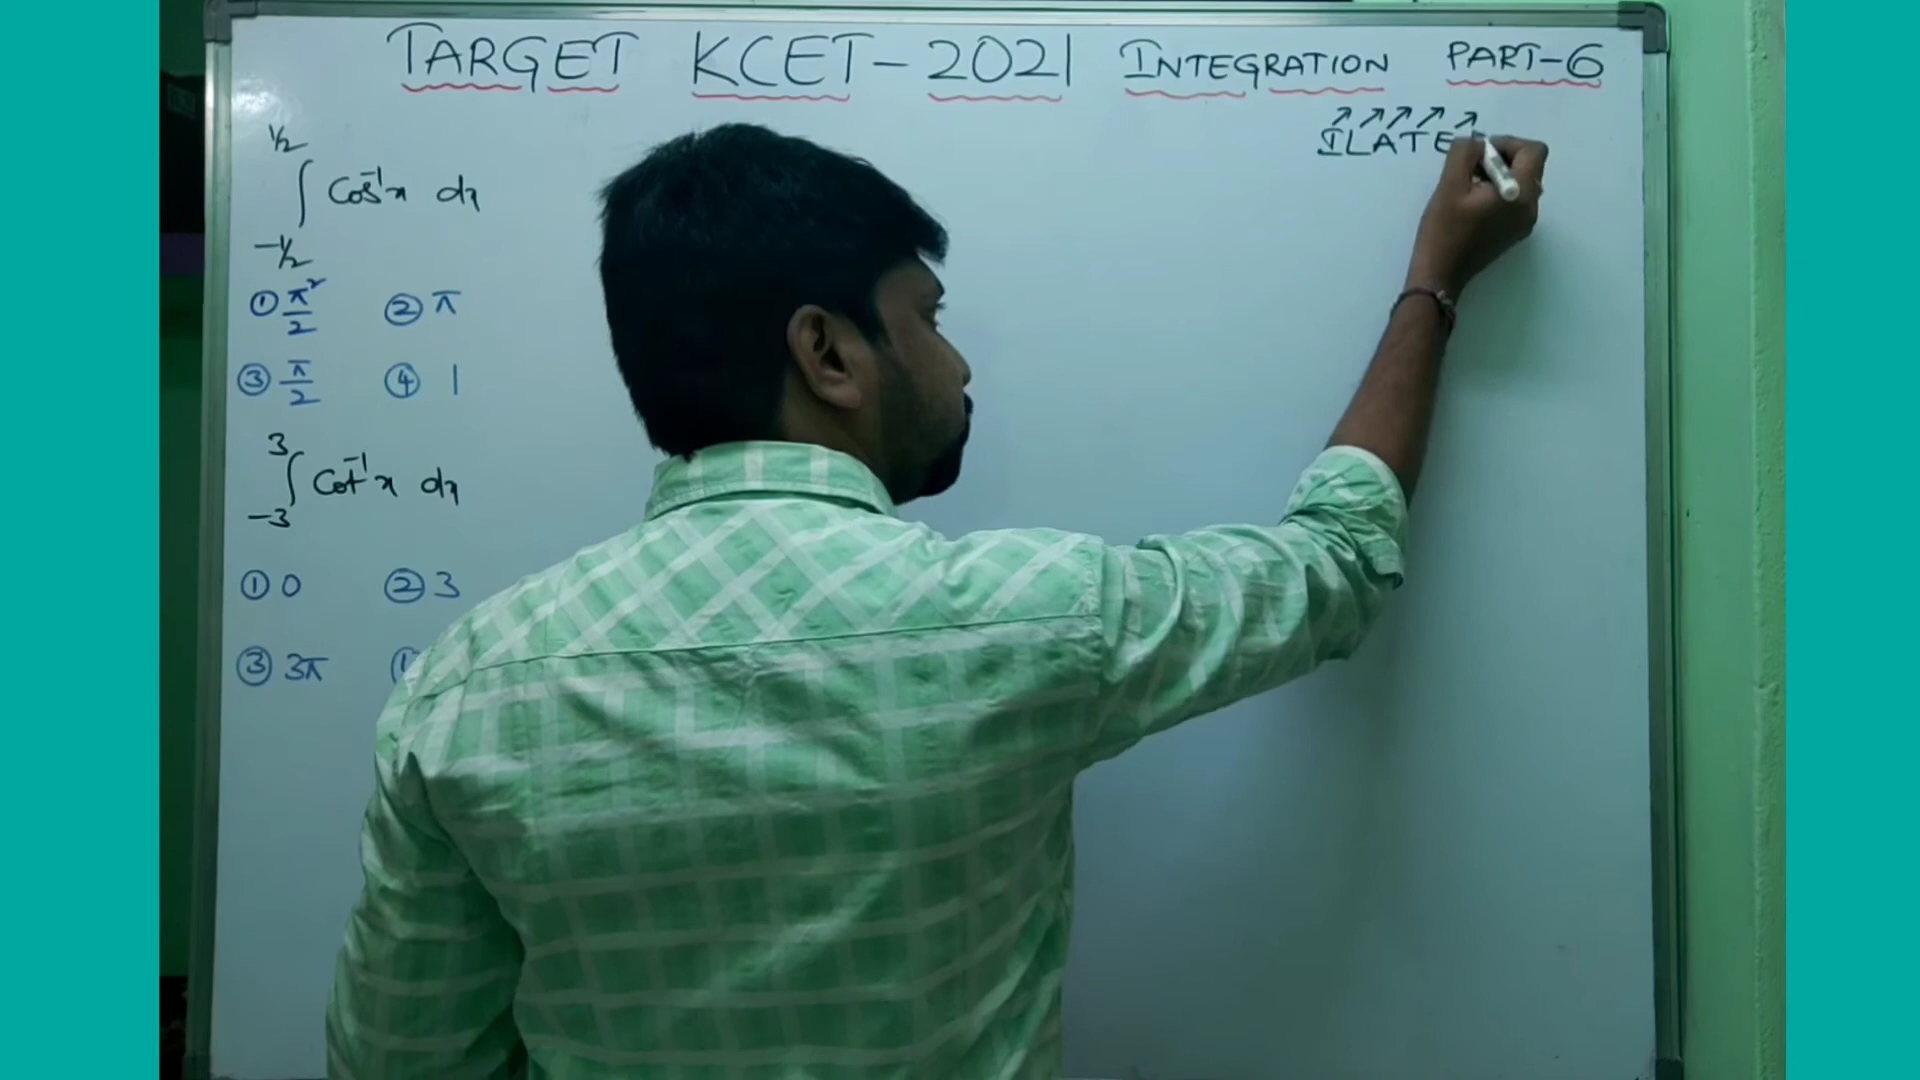 TARGET KCET-2021 INTEGRATION PART-6
ILATE
1/2
∫ Cos⁻¹x dx
-1/2
① π²/2 ② π
③ π/2 ④ 1
3
∫ Cot⁻¹x dx
-3
① 0 ② 3
③ 3π